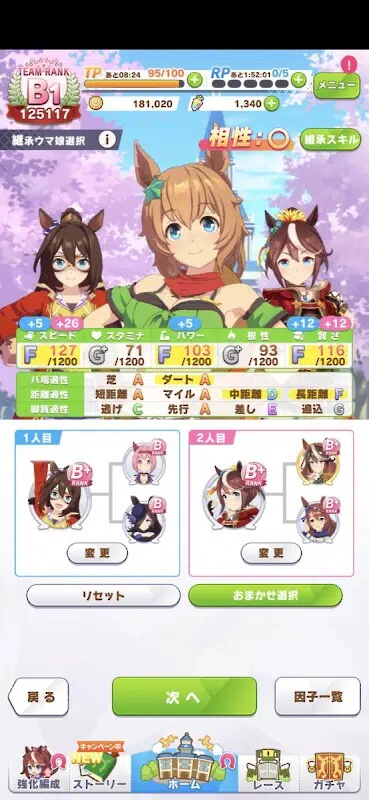 TEAM RANK
B1
125117
TP あと08:24 95/100
RP あと1:52:01 0/5
メニュー
181,020
1,340
継承ウマ娘選択
相性:○
継承スキル
+5 +26 +5 +12 +12
スピード スタミナ パワー 根性 賢さ
F 127 /1200 G+ 71 /1200 F 103 /1200 G+ 93 /1200 F 116 /1200
バ場適性 芝 A ダート A
距離適性 短距離 A マイル A 中距離 D 長距離 F
脚質適性 逃げ C 先行 A 差し E 追込 G
1人目 2人目
B+ RANK B RANK B RANK
B+ RANK B RANK B RANK
変更 変更
リセット おまかせ選択
戻る 次へ 因子一覧
キャンペーン中
NEW
強化編成 ストーリー ホーム レース ガチャ